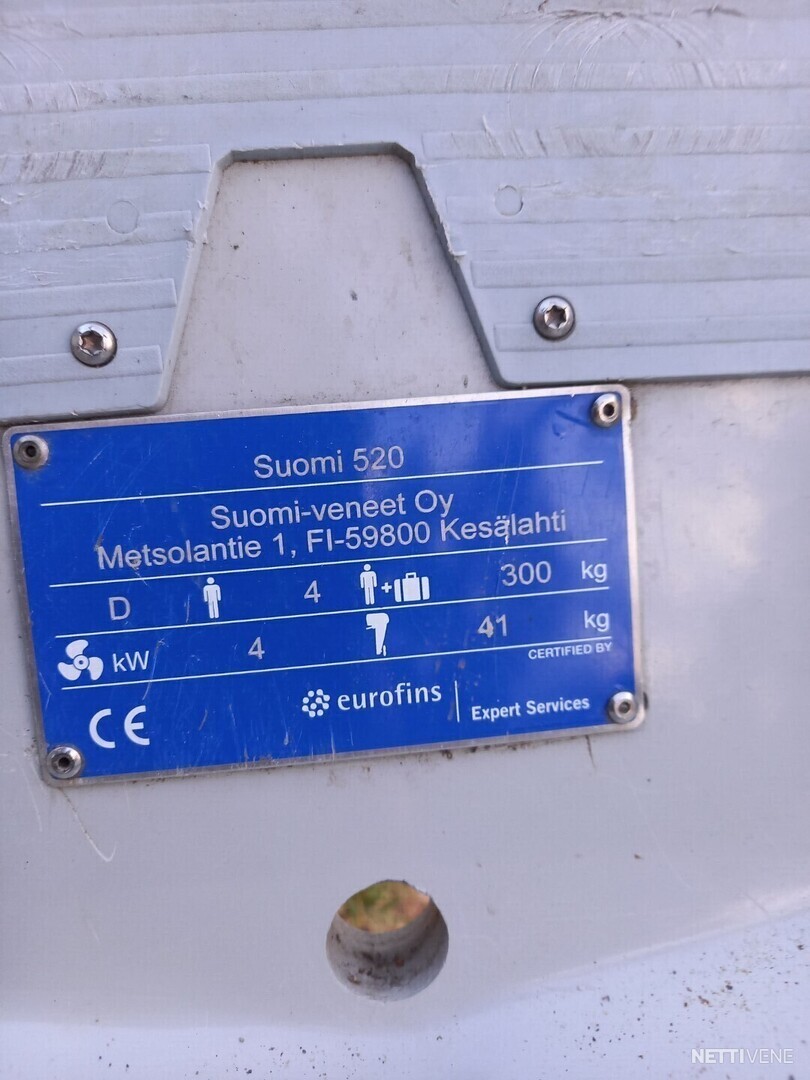 Suomi 520
Suomi-veneet Oy
Metsolantie 1, FI-59800 Kesälahti
D 4 + 300 kg
kW 4 41 kg
CERTIFIED BY
CE eurofins Expert Services
NETTIVENE